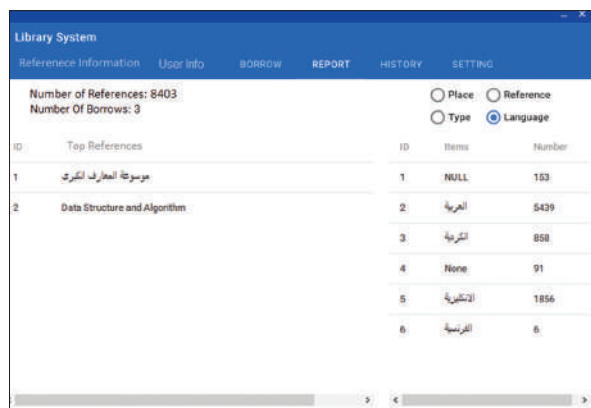 Library System
Referenece Information User Info BORROW REPORT HISTORY SETTING
Number of References: 8403
Number Of Borrows: 3
Place Reference
Type Language
ID Top References
1 موسوعة المعارف الكبرى
2 Data Structure and Algorithm
ID Items Number
1 NULL 153
2 العربية 5439
3 الكردية 858
4 None 91
5 الانكليزية 1856
6 الفرنسية 6